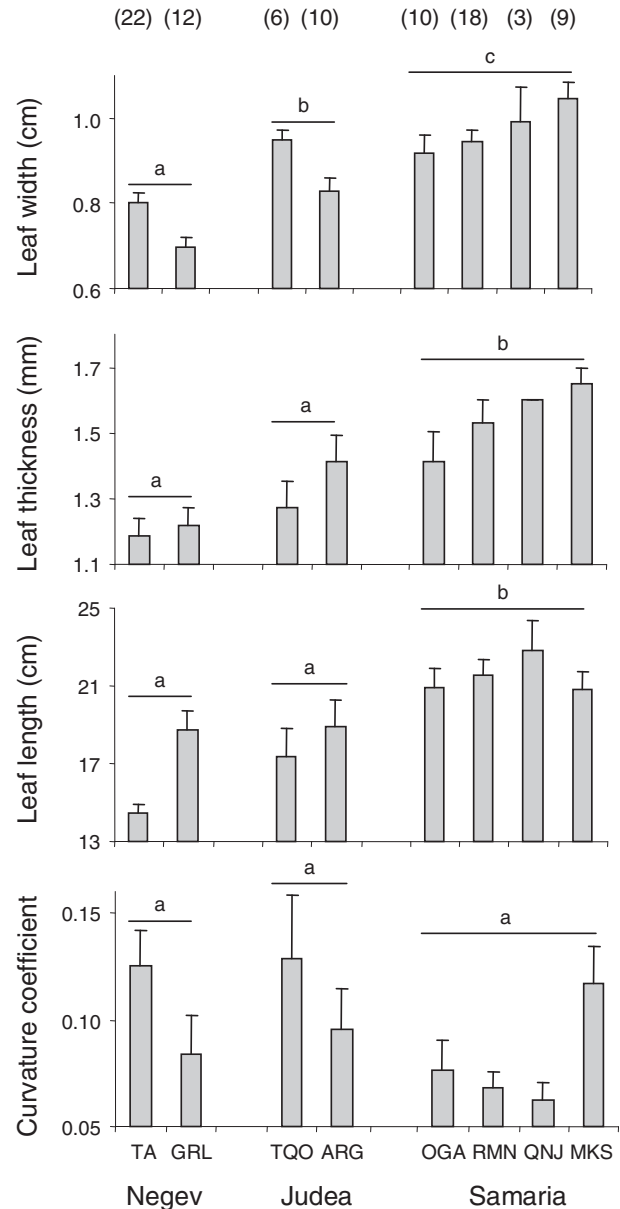 (22) (12) (6) (10) (10) (18) (3) (9)
Leaf width (cm)
1.0
0.8
0.6
a
b
c
Leaf thickness (mm)
1.7
1.5
1.3
1.1
a
a
b
Leaf length (cm)
25
21
17
13
a
a
b
Curvature coefficient
0.15
0.10
0.05
a
a
a
TA GRL TQO ARG OGA RMN QNJ MKS
Negev Judea Samaria